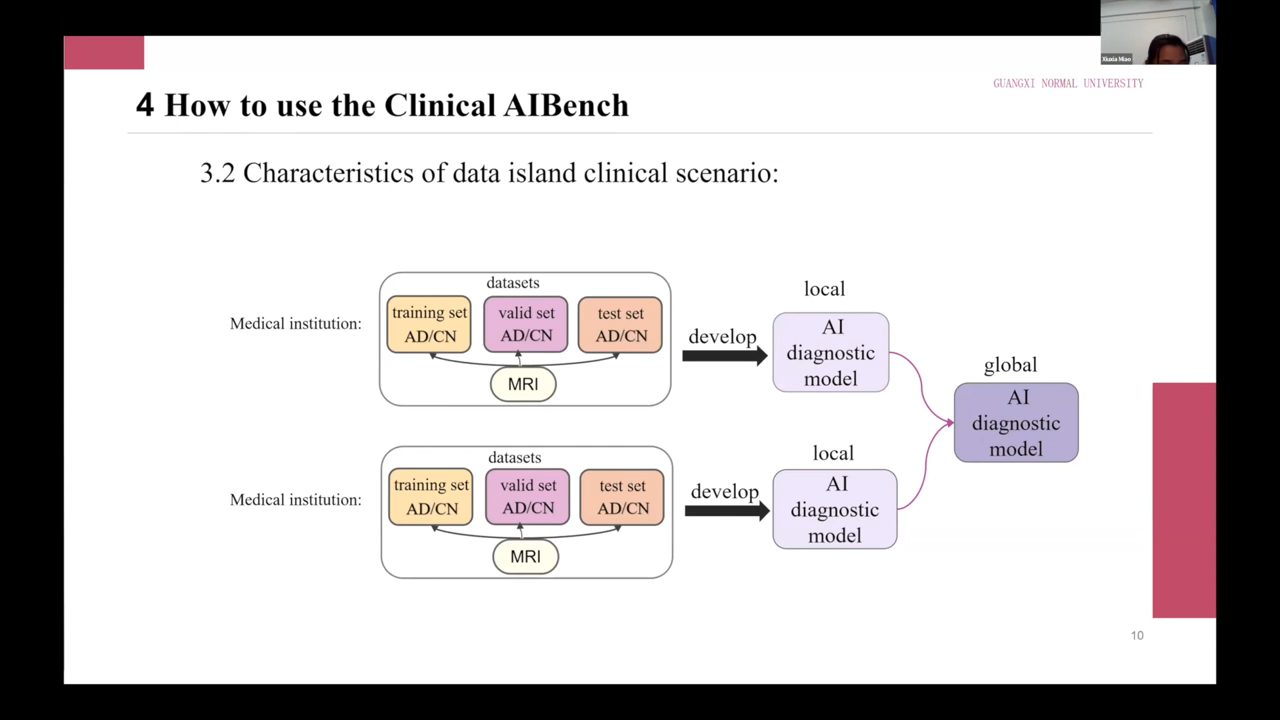 Xiuxia Miao
GUANGXI NORMAL UNIVERSITY
4 How to use the Clinical AIBench
3.2 Characteristics of data island clinical scenario:
Medical institution:
datasets
training set
AD/CN
valid set
AD/CN
test set
AD/CN
MRI
develop
local
AI
diagnostic
model
global
AI
diagnostic
model
Medical institution:
datasets
training set
AD/CN
valid set
AD/CN
test set
AD/CN
MRI
develop
local
AI
diagnostic
model
10